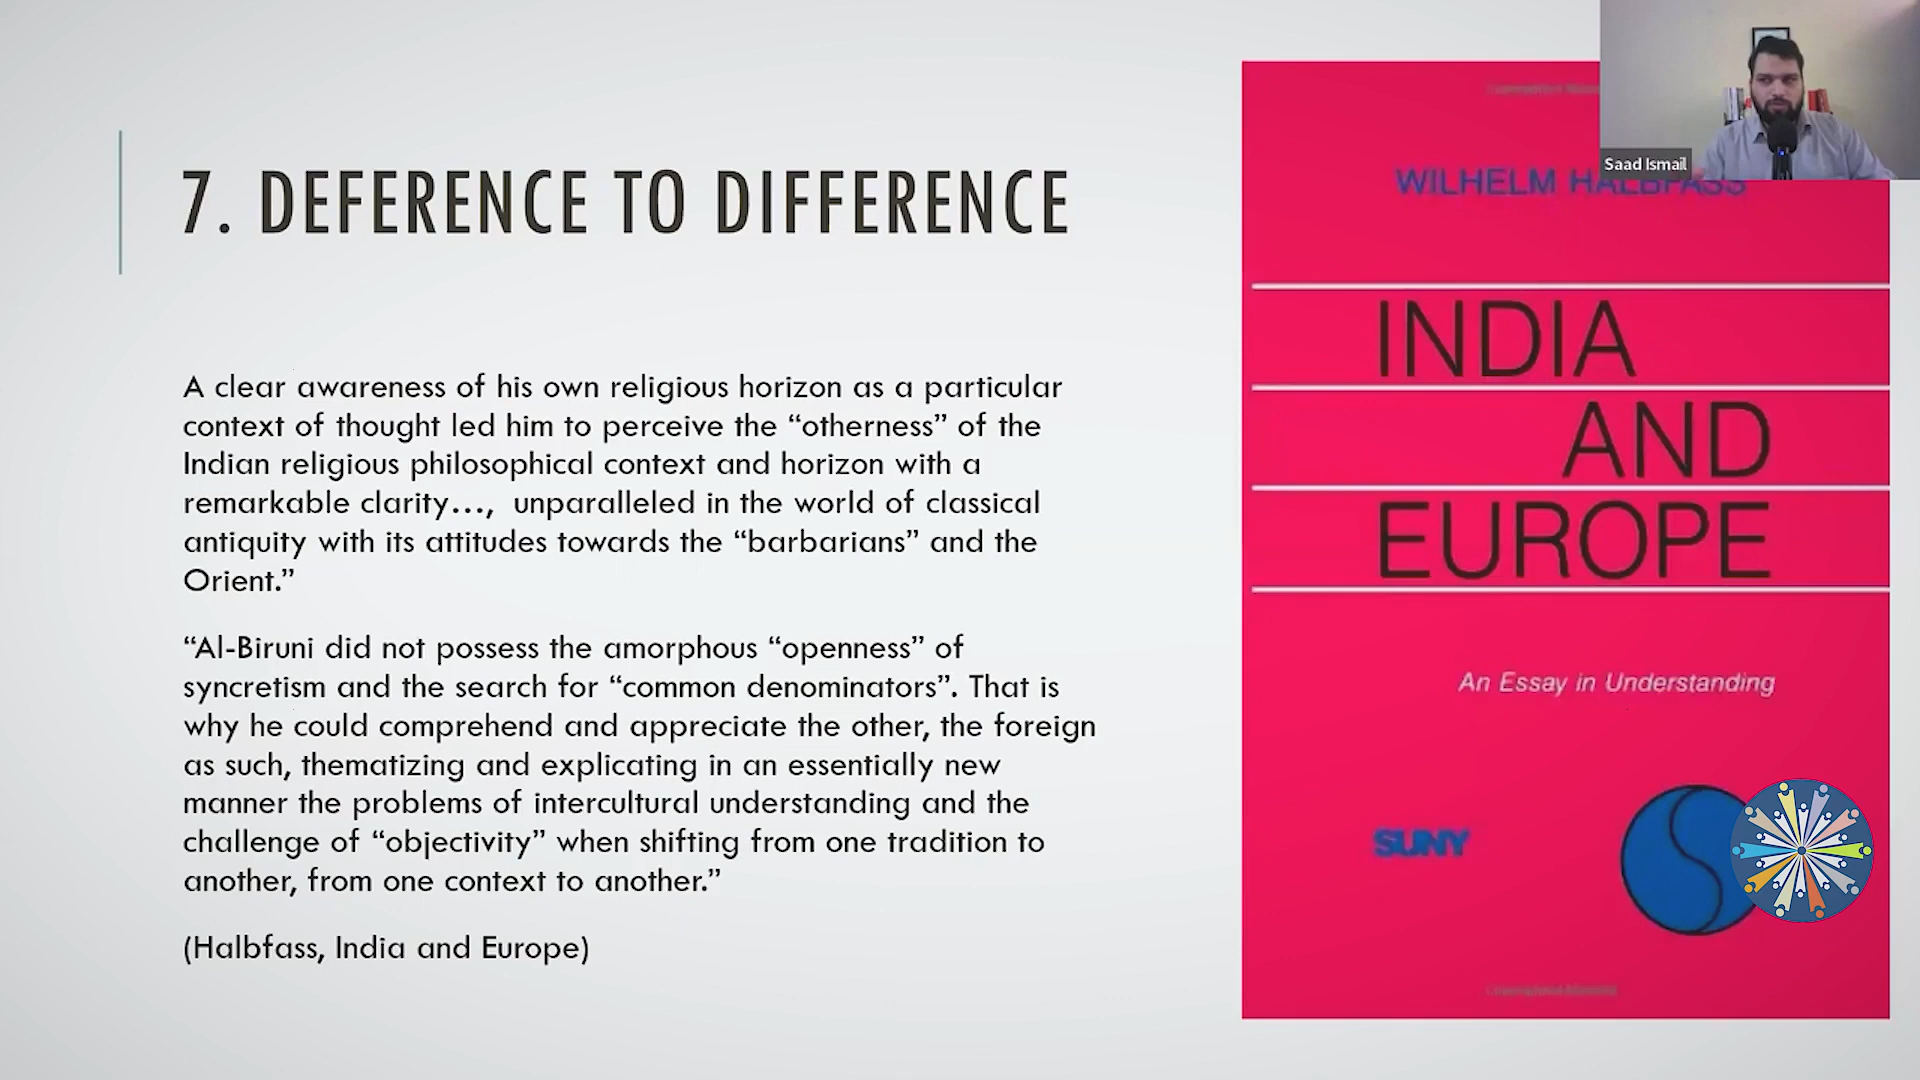 7. DEFERENCE TO DIFFERENCE
A clear awareness of his own religious horizon as a particular
context of thought led him to perceive the “otherness” of the
Indian religious philosophical context and horizon with a
remarkable clarity…,  unparalleled in the world of classical
antiquity with its attitudes towards the “barbarians” and the
Orient.”
“Al-Biruni did not possess the amorphous “openness” of
syncretism and the search for “common denominators”. That is
why he could comprehend and appreciate the other, the foreign
as such, thematizing and explicating in an essentially new
manner the problems of intercultural understanding and the
challenge of “objectivity” when shifting from one tradition to
another, from one context to another.”
(Halbfass, India and Europe)
Saad Ismail
WILHELM HALBFASS
INDIA
AND
EUROPE
An Essay in Understanding
SUNY